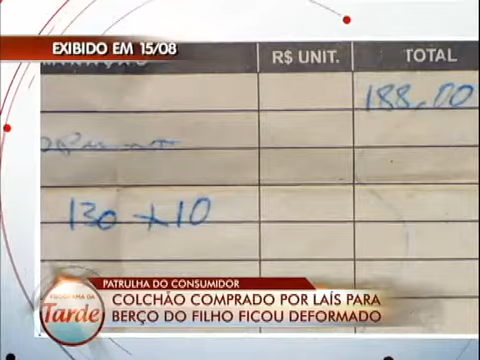 EXIBIDO EM 15/08
R$ UNIT.
TOTAL
188,00
130 x 10
PATRULHA DO CONSUMIDOR
COLCHÃO COMPRADO POR LAÍS PARA
BERÇO DO FILHO FICOU DEFORMADO
PROGRAMA DA
Tarde